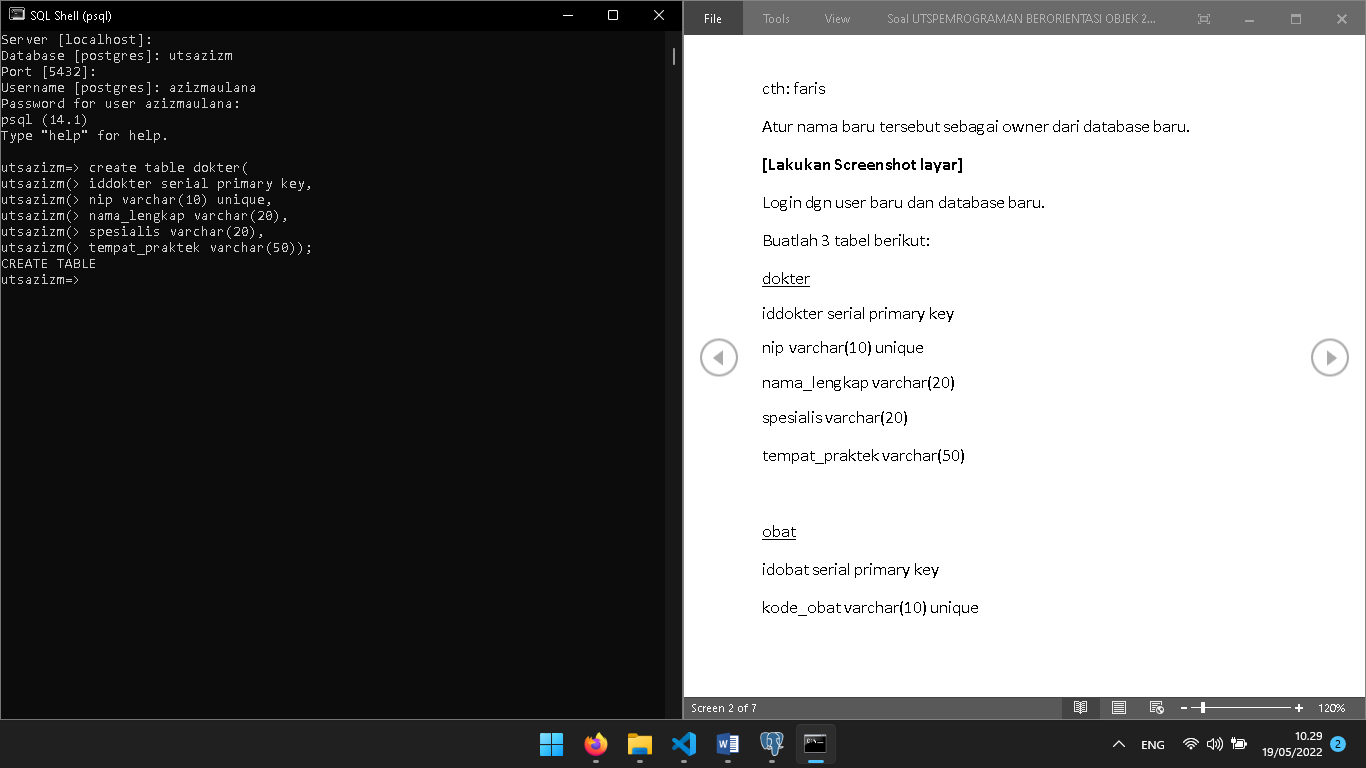 SQL Shell (psql)
Server [localhost]:
Database [postgres]: utsazizm
Port [5432]:
Username [postgres]: azizmaulana
Password for user azizmaulana:
psql (14.1)
Type "help" for help.
utsazizm=> create table dokter(
utsazizm(> iddokter serial primary key,
utsazizm(> nip varchar(10) unique,
utsazizm(> nama_lengkap varchar(20),
utsazizm(> spesialis varchar(20),
utsazizm(> tempat_praktek varchar(50));
CREATE TABLE
utsazizm=>
File Tools View Soal UTSPEMROGRAMAN BERORIENTASI OBJEK 2...
cth: faris
Atur nama baru tersebut sebagai owner dari database baru.
[Lakukan Screenshot layar]
Login dgn user baru dan database baru.
Buatlah 3 tabel berikut:
dokter
iddokter serial primary key
nip varchar(10) unique
nama_lengkap varchar(20)
spesialis varchar(20)
tempat_praktek varchar(50)
obat
idobat serial primary key
kode_obat varchar(10) unique
Screen 2 of 7
120%
ENG
10.29
19/05/2022
2